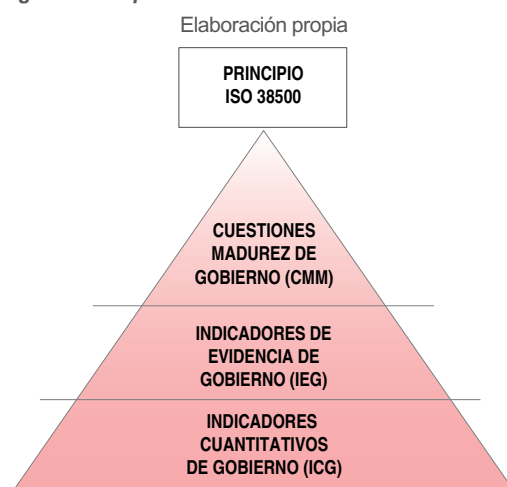 Elaboración propia
PRINCIPIO
ISO 38500
CUESTIONES
MADUREZ DE
GOBIERNO (CMM)
INDICADORES DE
EVIDENCIA DE
GOBIERNO (IEG)
INDICADORES
CUANTITATIVOS
DE GOBIERNO (ICG)